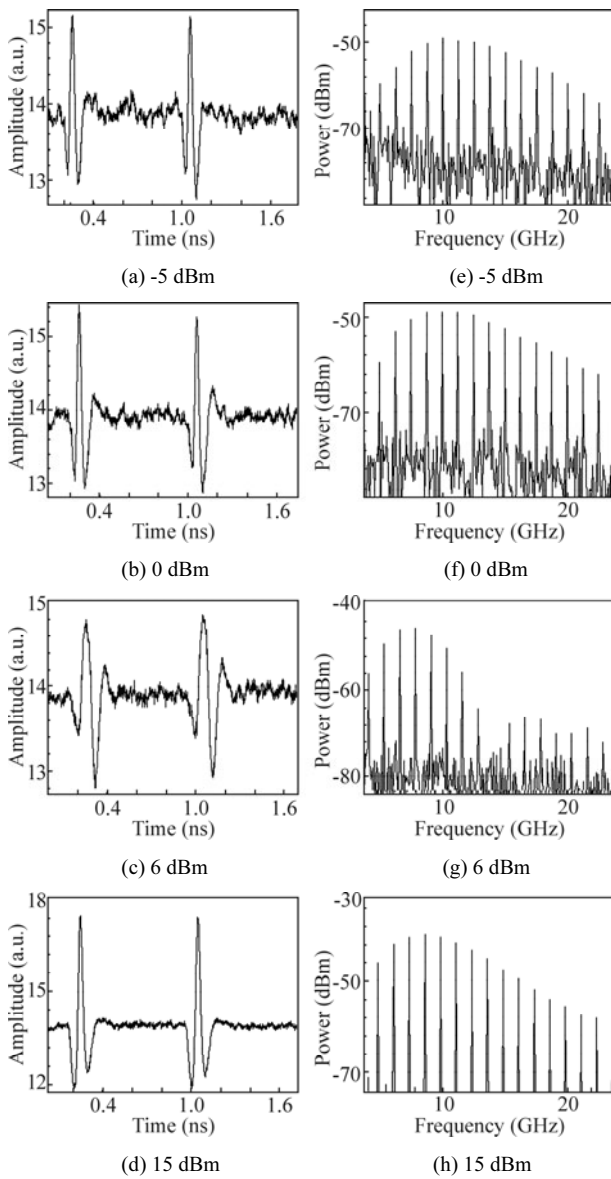 15
14
13
Amplitude (a.u.)
0.4 1.0 1.6
Time (ns)
(a) -5 dBm
-50
-70
Power (dBm)
10 20
Frequency (GHz)
(e) -5 dBm
15
14
13
Amplitude (a.u.)
0.4 1.0 1.6
Time (ns)
(b) 0 dBm
-50
-70
Power (dBm)
10 20
Frequency (GHz)
(f) 0 dBm
15
14
13
Amplitude (a.u.)
0.4 1.0 1.6
Time (ns)
(c) 6 dBm
-40
-60
-80
Power (dBm)
10 20
Frequency (GHz)
(g) 6 dBm
18
15
12
Amplitude (a.u.)
0.4 1.0 1.6
Time (ns)
(d) 15 dBm
-30
-50
-70
Power (dBm)
10 20
Frequency (GHz)
(h) 15 dBm